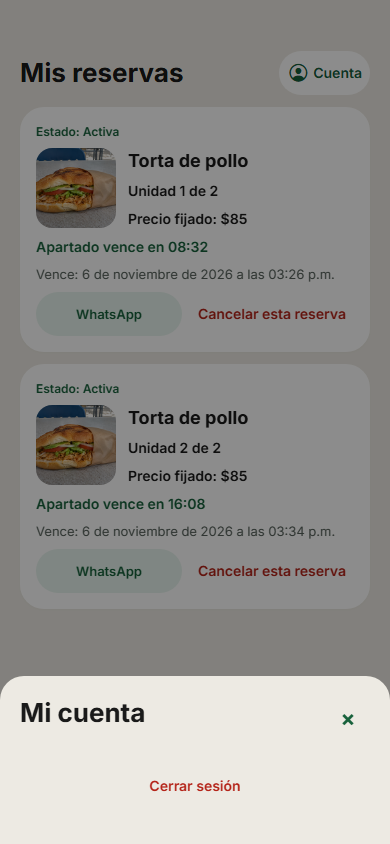 Mis reservas
Cuenta
Estado: Activa
Torta de pollo
Unidad 1 de 2
Precio fijado: $85
Apartado vence en 08:32
Vence: 6 de noviembre de 2026 a las 03:26 p.m.
WhatsApp
Cancelar esta reserva
Estado: Activa
Torta de pollo
Unidad 2 de 2
Precio fijado: $85
Apartado vence en 16:08
Vence: 6 de noviembre de 2026 a las 03:34 p.m.
WhatsApp
Cancelar esta reserva
Mi cuenta
×
Cerrar sesión